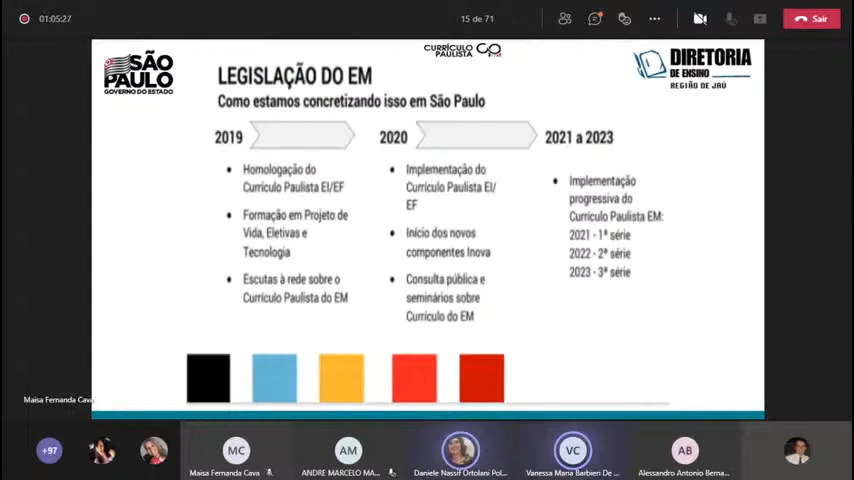 01:05:27
15 de 71
Sair
SÃO
PAULO
GOVERNO DO ESTADO
CURRÍCULO
PAULISTA
DIRETORIA
DE ENSINO
REGIÃO DE JAÚ
LEGISLAÇÃO DO EM
Como estamos concretizando isso em São Paulo
2019
2020
2021 a 2023
• Homologação do
Currículo Paulista EI/EF
• Formação em Projeto de
Vida, Eletivas e
Tecnologia
• Escutas à rede sobre o
Currículo Paulista do EM
• Implementação do
Currículo Paulista EI/
EF
• Início dos novos
componentes Inova
• Consulta pública e
seminários sobre
Currículo do EM
• Implementação
progressiva do
Currículo Paulista EM:
2021 - 1ª série
2022 - 2ª série
2023 - 3ª série
Maisa Fernanda Cava
+97
MC
AM
VC
AB
Maisa Fernanda Cava
ANDRE MARCELO MA...
Daniele Nassif Ortolani Pol...
Vanessa Maria Barbieri De ...
Alessandro Antonio Berna...